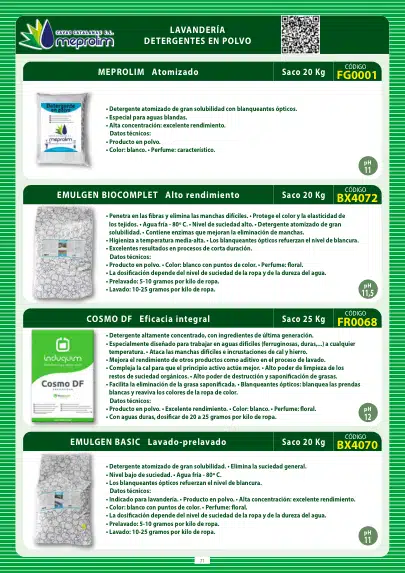 CUPES CATALANAS S.L.
meprolim
LAVANDERÍA
DETERGENTES EN POLVO
MEPROLIM Atomizado
Saco 20 Kg
CÓDIGO
FG0001
Detergente
en polvo
meprolim
• Detergente atomizado de gran solubilidad con blanqueantes ópticos.
• Especial para aguas blandas.
• Alta concentración: excelente rendimiento.
Datos técnicos:
• Producto en polvo.
• Color: blanco. • Perfume: característico.
pH
11
EMULGEN BIOCOMPLET Alto rendimiento
Saco 20 Kg
CÓDIGO
BX4072
• Penetra en las fibras y elimina las manchas difíciles. • Protege el color y la elasticidad de
los tejidos. • Agua fría - 80º C. • Nivel de suciedad alto. • Detergente atomizado de gran
solubilidad. • Contiene enzimas que mejoran la eliminación de manchas.
• Higieniza a temperatura media-alta. • Los blanqueantes ópticos refuerzan el nivel de blancura.
• Excelentes resultados en procesos de corta duración.
Datos técnicos:
• Producto en polvo. • Color: blanco con puntos de color. • Perfume: floral.
• La dosificación depende del nivel de suciedad de la ropa y de la dureza del agua.
• Prelavado: 5-10 gramos por kilo de ropa.
• Lavado: 10-25 gramos por kilo de ropa.
pH
11,5
COSMO DF Eficacia integral
Saco 25 Kg
CÓDIGO
FR0068
induquim
Cosmo DF
• Detergente altamente concentrado, con ingredientes de última generación.
• Especialmente diseñado para trabajar en aguas difíciles (ferruginosas, duras,...) a cualquier
temperatura. • Ataca las manchas difíciles e incrustaciones de cal y hierro.
• Mejora el rendimiento de otros productos como aditivo en el proceso de lavado.
• Compleja la cal para que el principio activo actúe mejor. • Alto poder de limpieza de los
restos de suciedad orgánicos. • Alto poder de destrucción y saponificación de grasas.
• Facilita la eliminación de la grasa saponificada. • Blanqueantes ópticos: blanquea las prendas
blancas y reaviva los colores de la ropa de color.
Datos técnicos:
• Producto en polvo. • Excelente rendimiento. • Color: blanco. • Perfume: floral.
• Con aguas duras, dosificar de 20 a 25 gramos por kilo de ropa.
pH
12
EMULGEN BASIC Lavado-prelavado
Saco 20 Kg
CÓDIGO
BX4070
• Detergente atomizado de gran solubilidad. • Elimina la suciedad general.
• Nivel bajo de suciedad. • Agua fría - 80º C.
• Los blanqueantes ópticos refuerzan el nivel de blancura.
Datos técnicos:
• Indicado para lavandería. • Producto en polvo. • Alta concentración: excelente rendimiento.
• Color: blanco con puntos de color. • Perfume: floral.
• La dosificación depende del nivel de suciedad de la ropa y de la dureza del agua.
• Prelavado: 5-10 gramos por kilo de ropa.
• Lavado: 10-25 gramos por kilo de ropa.
pH
11
21